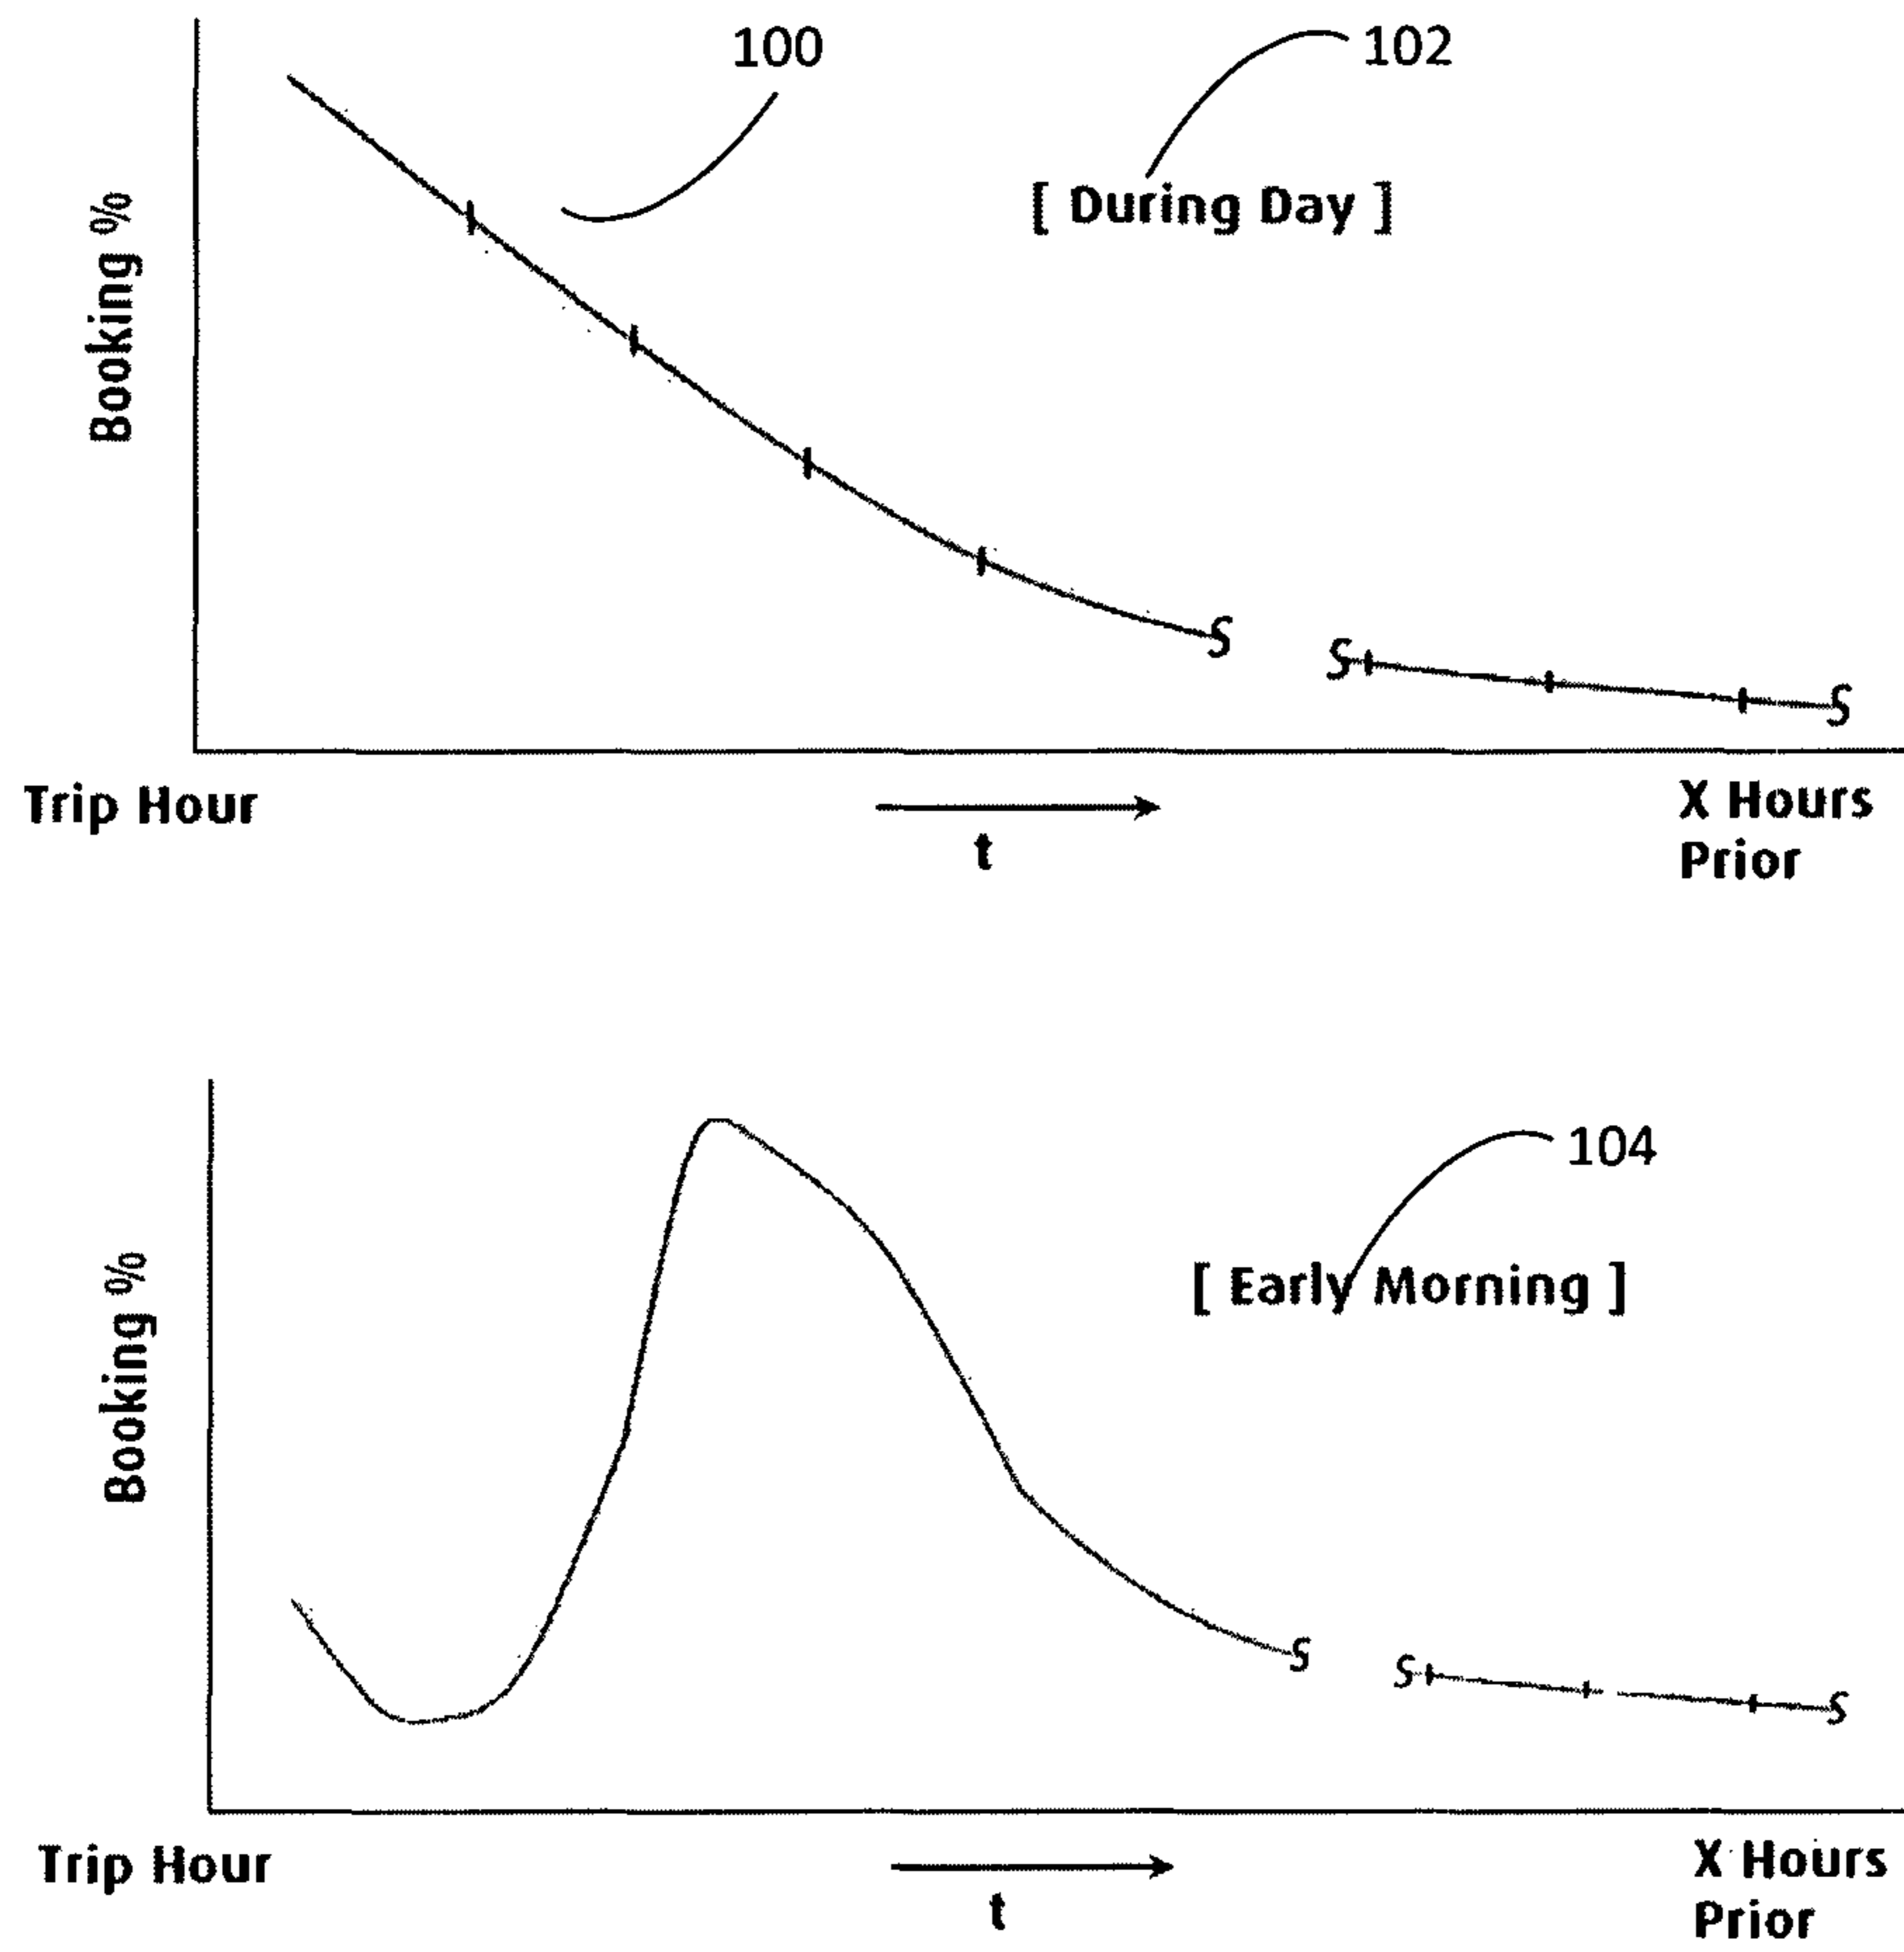 100
102
[ During Day ]
Booking %
Trip Hour
t
X Hours
Prior
104
[ Early Morning ]
Booking %
Trip Hour
t
X Hours
Prior